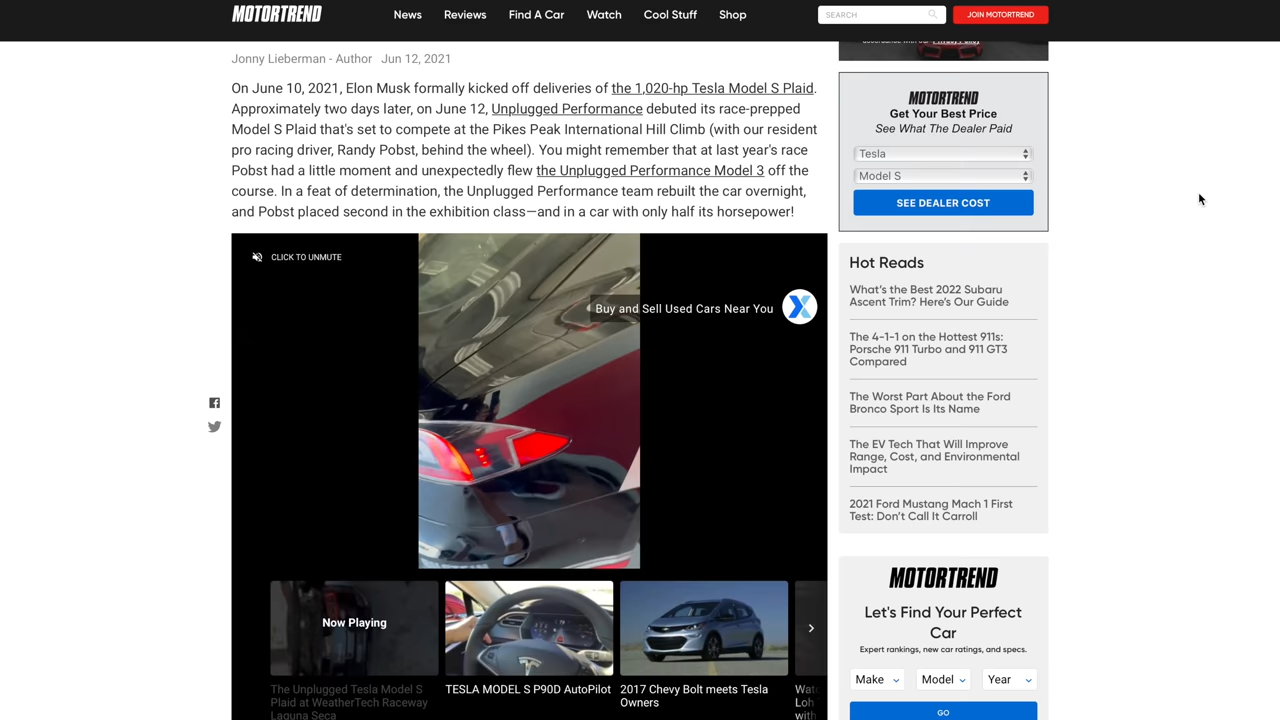 MOTORTREND
News
Reviews
Find A Car
Watch
Cool Stuff
Shop
SEARCH
JOIN MOTORTREND
Jonny Lieberman - Author Jun 12, 2021
On June 10, 2021, Elon Musk formally kicked off deliveries of the 1,020-hp Tesla Model S Plaid.
Approximately two days later, on June 12, Unplugged Performance debuted its race-prepped
Model S Plaid that's set to compete at the Pikes Peak International Hill Climb (with our resident
pro racing driver, Randy Pobst, behind the wheel). You might remember that at last year's race
Pobst had a little moment and unexpectedly flew the Unplugged Performance Model 3 off the
course. In a feat of determination, the Unplugged Performance team rebuilt the car overnight,
and Pobst placed second in the exhibition class—and in a car with only half its horsepower!
CLICK TO UNMUTE
Buy and Sell Used Cars Near You
Now Playing
The Unplugged Tesla Model S
Plaid at WeatherTech Raceway
Laguna Seca
TESLA MODEL S P90D AutoPilot
2017 Chevy Bolt meets Tesla
Owners
with
MOTORTREND
Get Your Best Price
See What The Dealer Paid
Tesla
Model S
SEE DEALER COST
Hot Reads
What's the Best 2022 Subaru
Ascent Trim? Here's Our Guide
The 4-1-1 on the Hottest 911s:
Porsche 911 Turbo and 911 GT3
Compared
The Worst Part About the Ford
Bronco Sport Is Its Name
The EV Tech That Will Improve
Range, Cost, and Environmental
Impact
2021 Ford Mustang Mach 1 First
Test: Don't Call It Carroll
MOTORTREND
Let's Find Your Perfect
Car
Expert rankings, new car ratings, and specs.
Make
Model
Year
GO